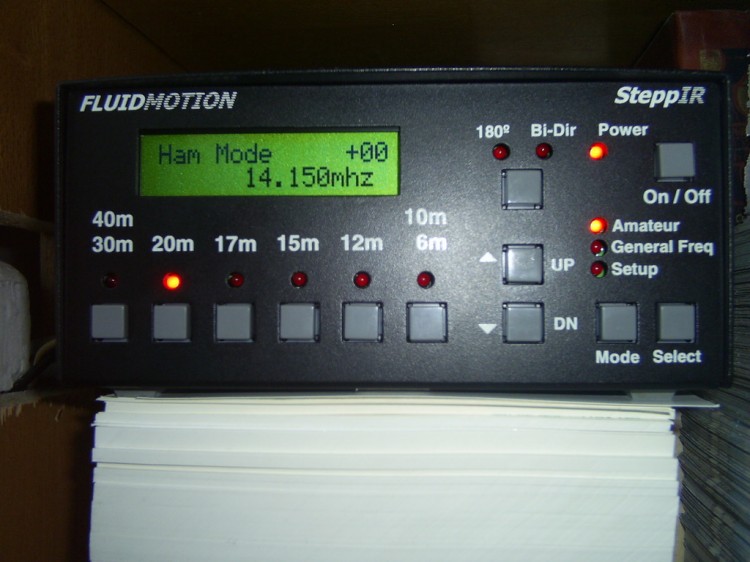 FLUIDMOTION
SteppIR
Ham Mode +00
14.150mhz
180º Bi-Dir Power
On / Off
40m 10m
30m 20m 17m 15m 12m 6m
Amateur
General Freq
Setup
UP
DN
Mode Select